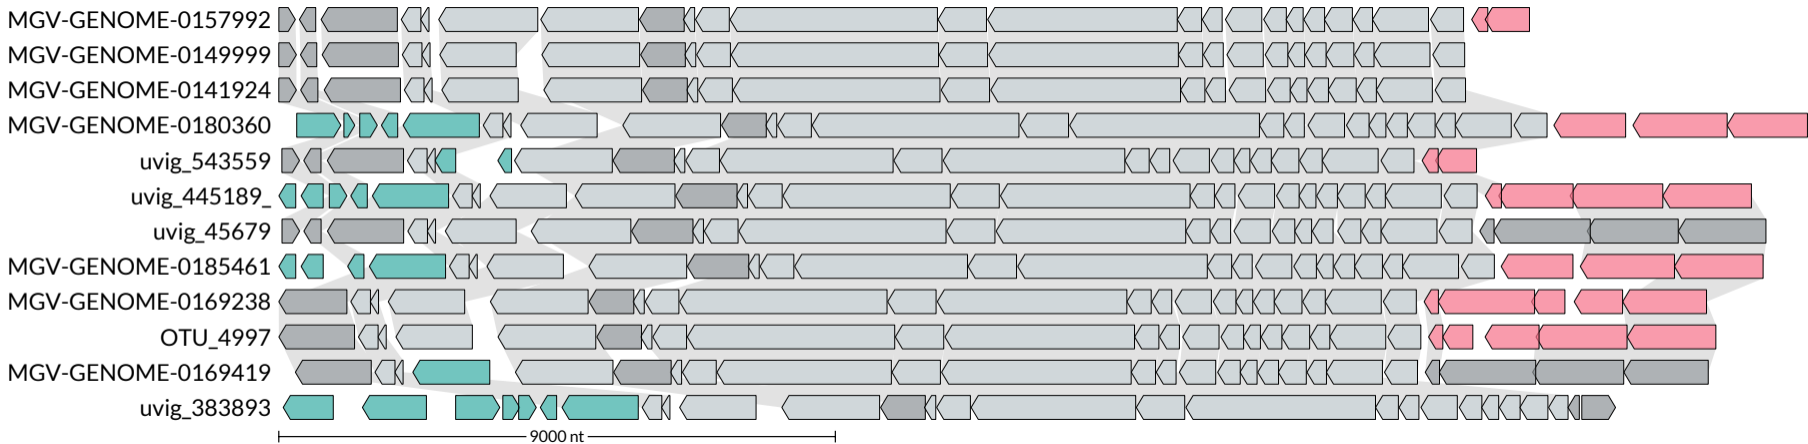 MGV-GENOME-0157992
MGV-GENOME-0149999
MGV-GENOME-0141924
MGV-GENOME-0180360
uvig_543559
uvig_445189_
uvig_45679
MGV-GENOME-0185461
MGV-GENOME-0169238
OTU_4997
MGV-GENOME-0169419
uvig_383893
9000 nt